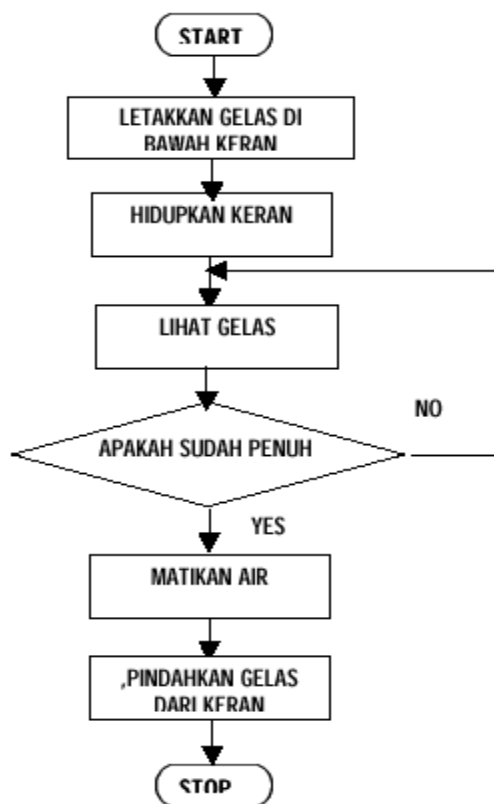 START
LETAKKAN GELAS DI
BAWAH KERAN
HIDUPKAN KERAN
LIHAT GELAS
APAKAH SUDAH PENUH
NO
YES
MATIKAN AIR
,PINDAHKAN GELAS
DARI KERAN
STOP